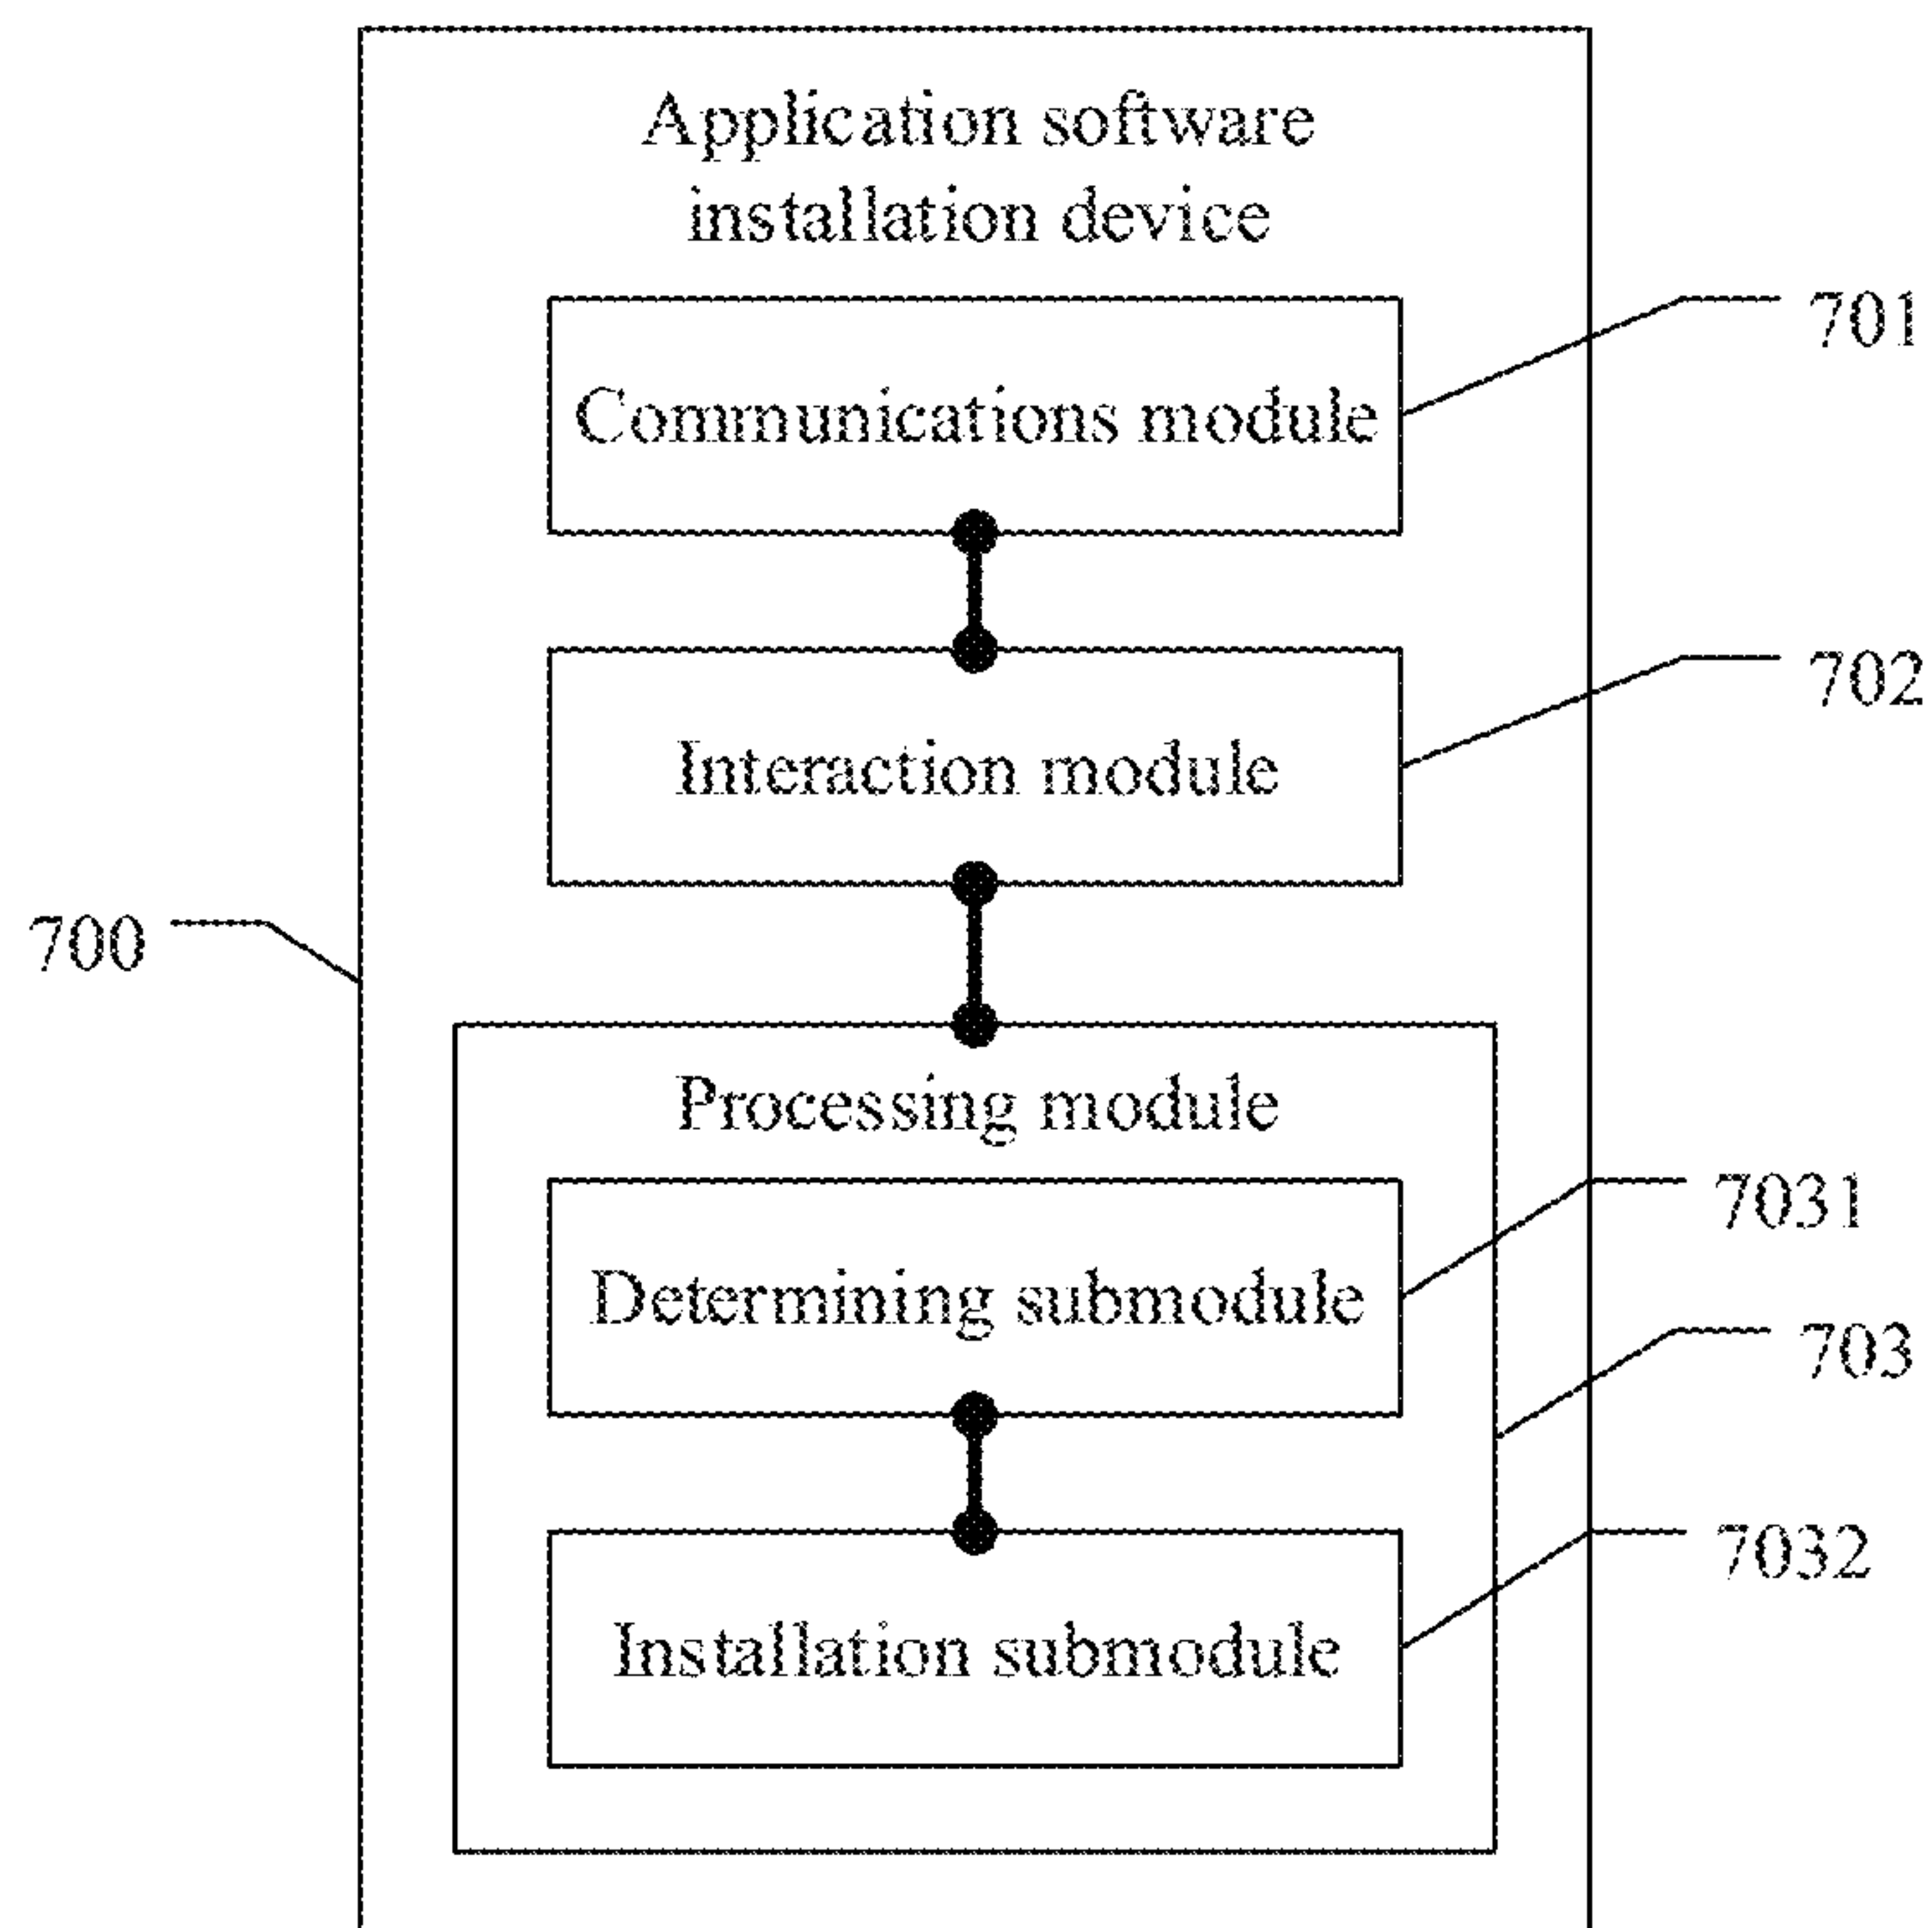 Application software
installation device
701
Communications module
702
Interaction module
700
Processing module
7031
Determining submodule
703
7032
Installation submodule